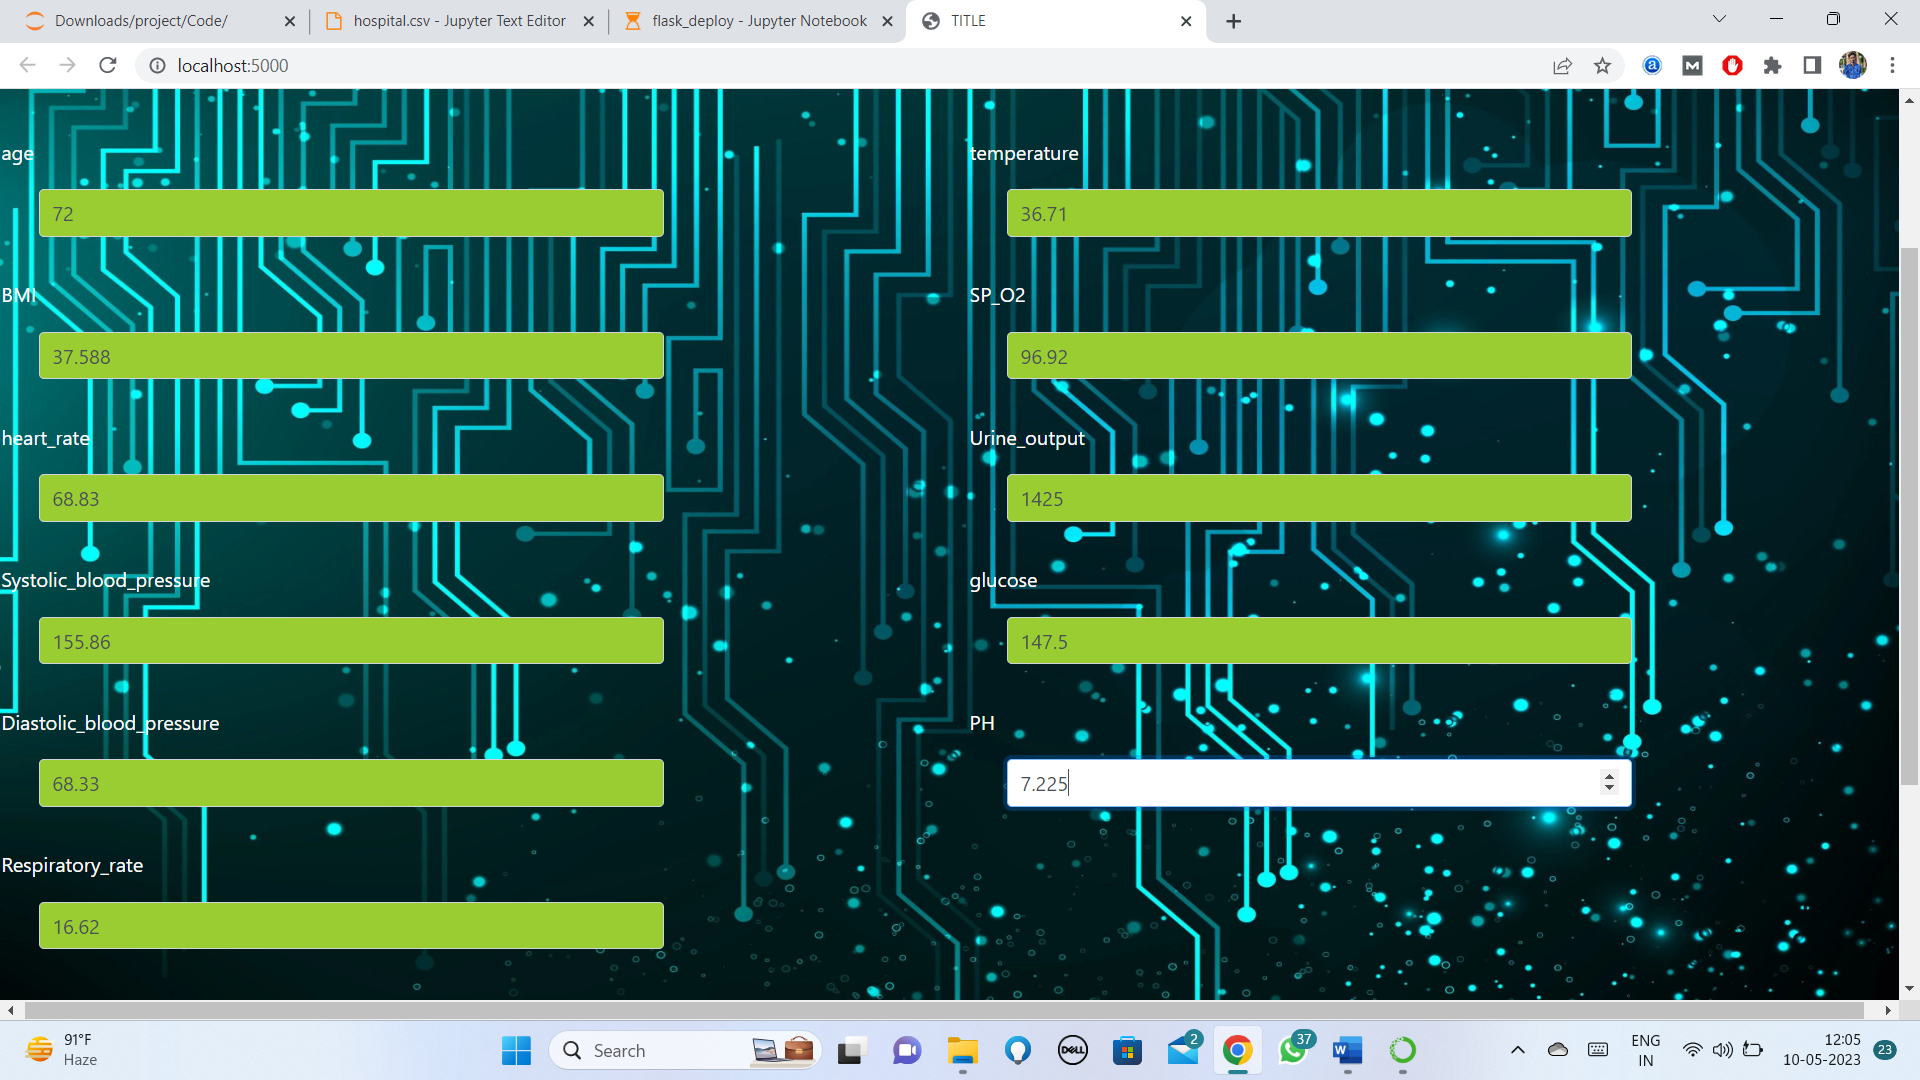 Downloads/project/Code/
hospital.csv - Jupyter Text Editor
flask_deploy - Jupyter Notebook
TITLE
localhost:5000
age
72
BMI
37.588
heart_rate
68.83
Systolic_blood_pressure
155.86
Diastolic_blood_pressure
68.33
Respiratory_rate
16.62
temperature
36.71
SP_O2
96.92
Urine_output
1425
glucose
147.5
PH
7.225
91°F
Haze
Search
DELL
2
37
W
ENG
IN
12:05
10-05-2023
23